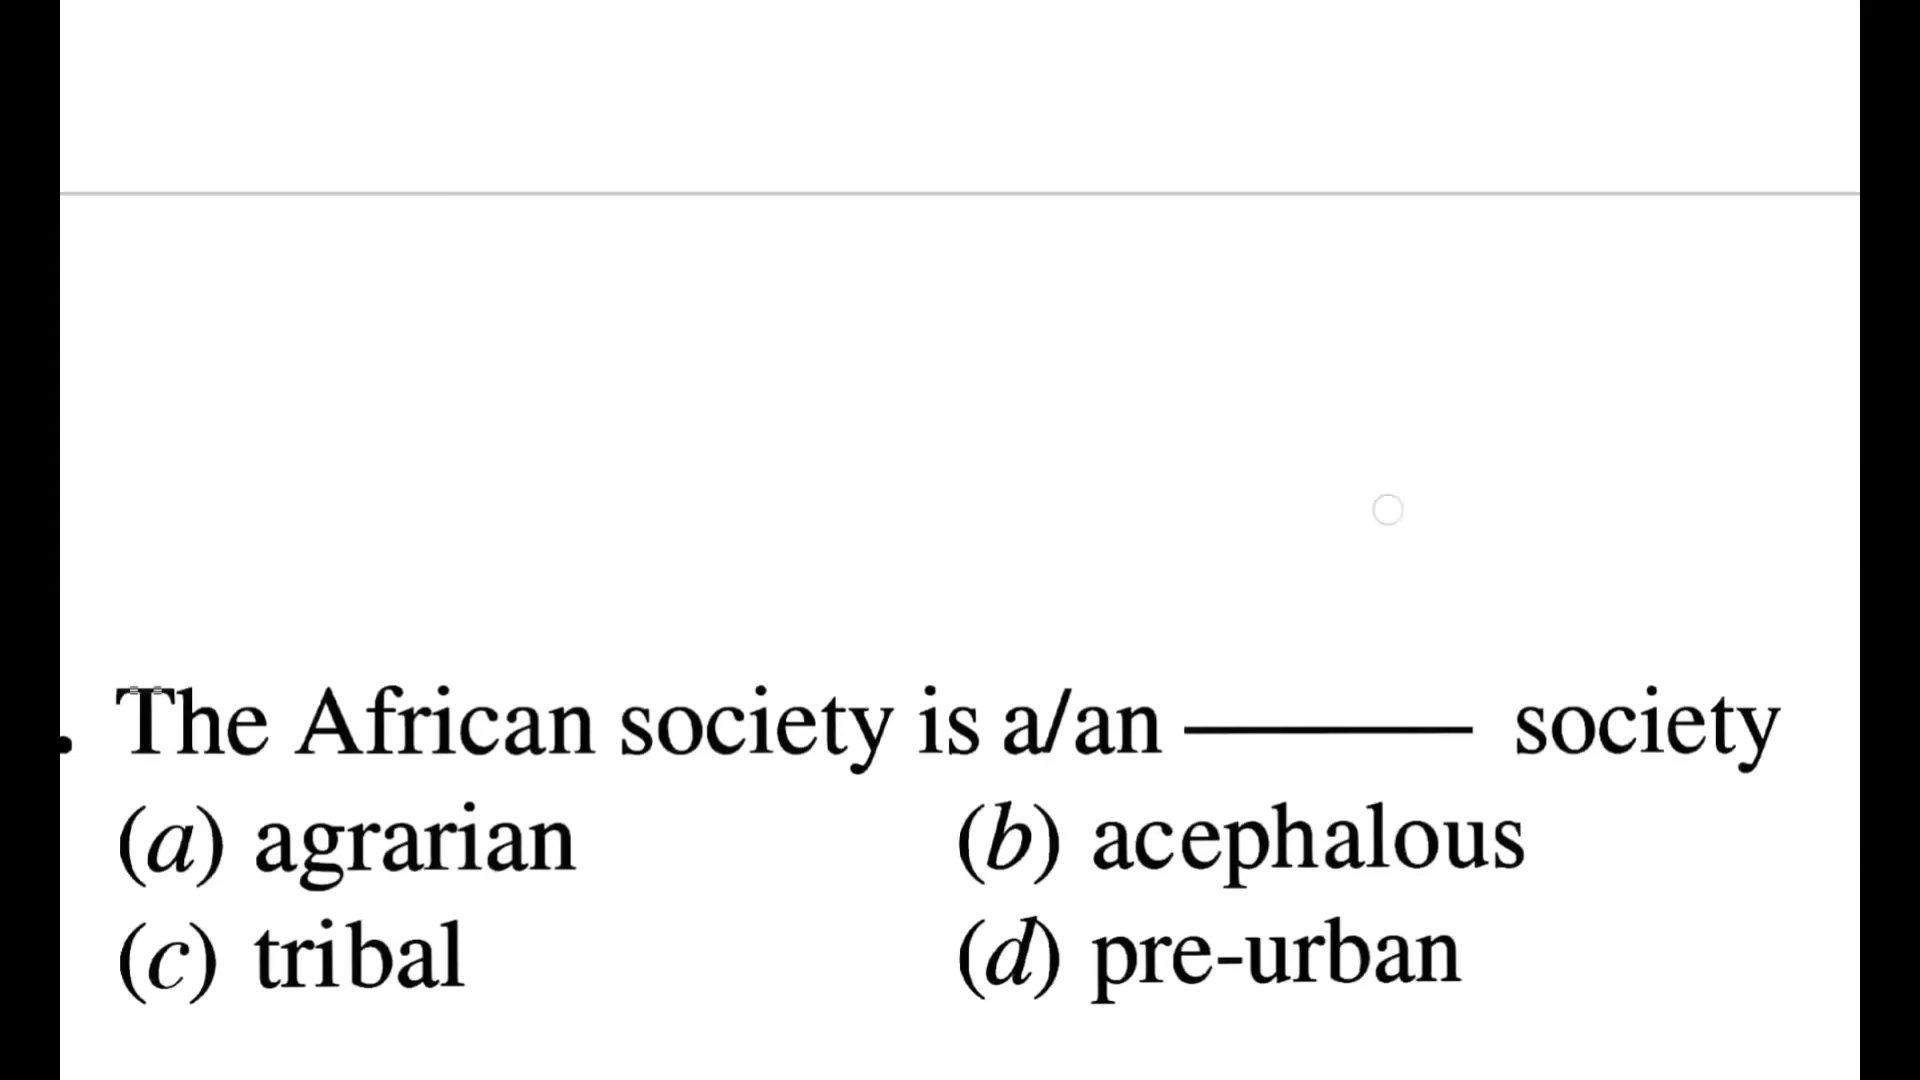 . The African society is a/an ——— society
(a) agrarian (b) acephalous
(c) tribal (d) pre-urban